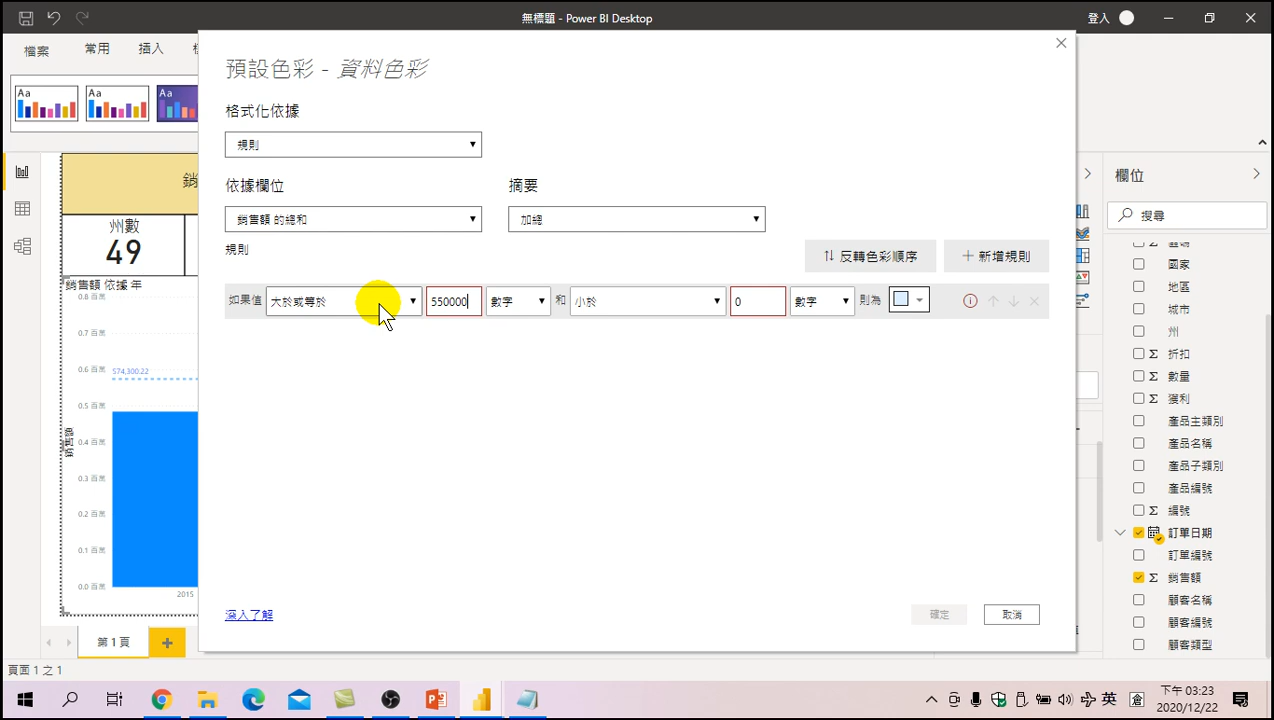 無標題 - Power BI Desktop
登入
檔案
常用
插入
Aa
Aa
Aa
預設色彩 - 資料色彩
格式化依據
規則
依據欄位
摘要
銷售額 的總和
加總
規則
反轉色彩順序
新增規則
如果值
大於或等於
550000
數字
和
小於
0
數字
則為
深入了解
確定
取消
銷
州數
49
銷售額 依據 年
0.8 百萬
0.7 百萬
0.6 百萬
574,300.22
0.5 百萬
0.4 百萬
0.3 百萬
0.2 百萬
0.1 百萬
0.0 百萬
銷售額
2015
欄位
搜尋
國家
地區
城市
州
折扣
數量
獲利
產品主類別
產品名稱
產品子類別
產品編號
編號
訂單日期
訂單編號
銷售額
顧客名稱
顧客編號
顧客類型
第 1 頁
頁面 1 之 1
英
倉
下午 03:23
2020/12/22